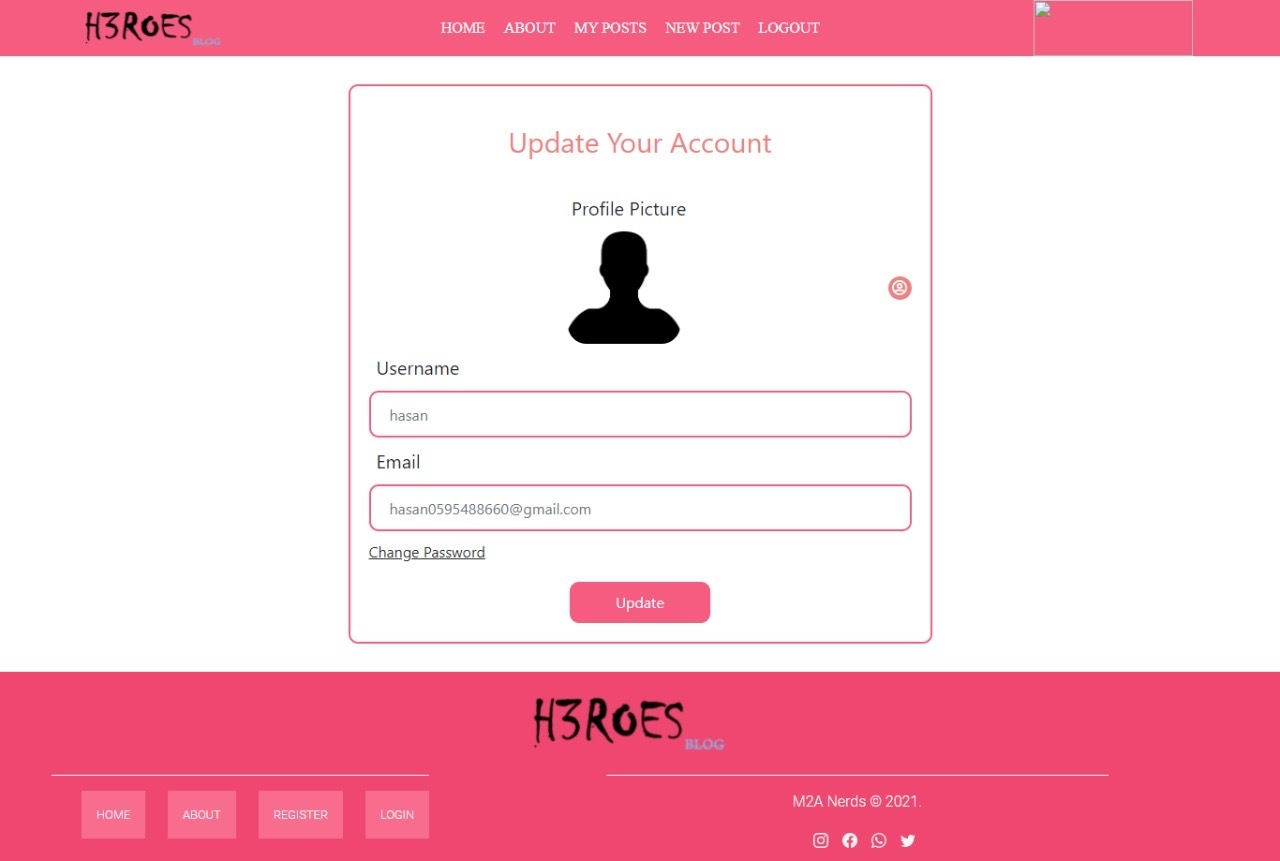 H3ROES BLOG
HOME ABOUT MY POSTS NEW POST LOGOUT
Update Your Account
Profile Picture
Username
hasan
Email
hasan0595488660@gmail.com
Change Password
Update
H3ROES BLOG
HOME ABOUT REGISTER LOGIN
M2A Nerds © 2021.